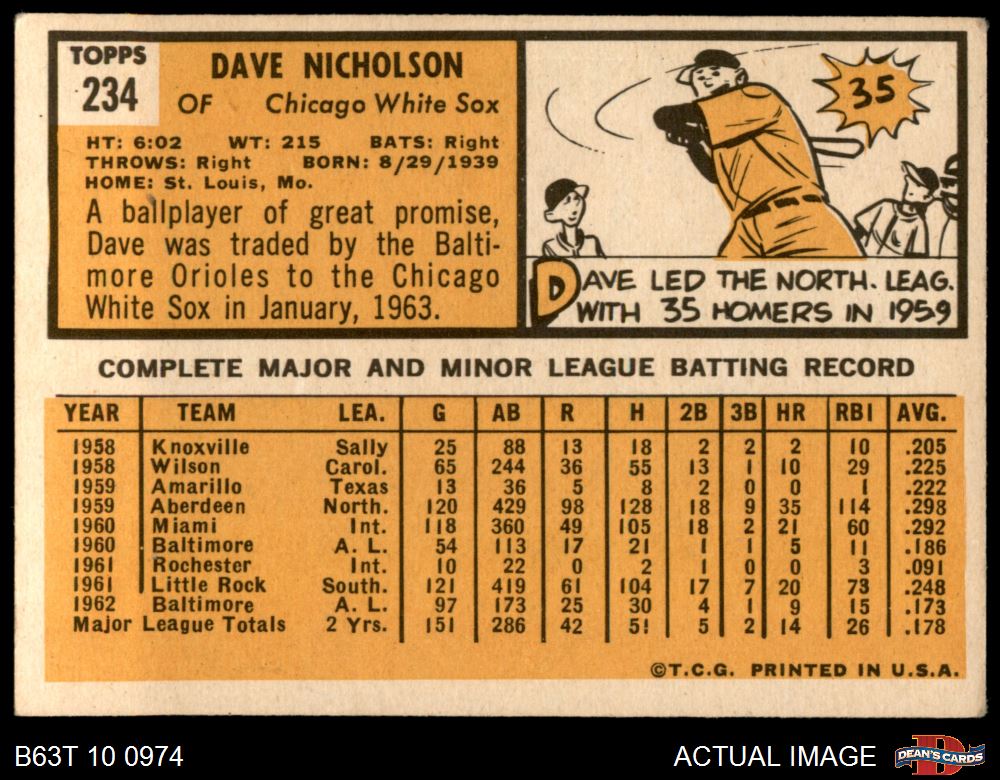 TOPPS
234
DAVE NICHOLSON
OF Chicago White Sox
HT: 6:02 WT: 215 BATS: Right
THROWS: Right BORN: 8/29/1939
HOME: St. Louis, Mo.
A ballplayer of great promise,
Dave was traded by the Balti-
more Orioles to the Chicago
White Sox in January, 1963.
35
DAVE LED THE NORTH. LEAG.
WITH 35 HOMERS IN 1959
COMPLETE MAJOR AND MINOR LEAGUE BATTING RECORD
YEAR TEAM LEA. G AB R H 2B 3B HR RBI AVG.
1958 Knoxville Sally 25 88 13 18 2 2 2 10 .205
1958 Wilson Carol. 65 244 36 55 13 1 10 29 .225
1959 Amarillo Texas 13 36 5 8 2 0 0 1 .222
1959 Aberdeen North. 120 429 98 128 18 9 35 114 .298
1960 Miami Int. 118 360 49 105 18 2 21 60 .292
1960 Baltimore A. L. 54 113 17 21 1 1 5 11 .186
1961 Rochester Int. 10 22 0 2 1 0 0 3 .091
1961 Little Rock South. 121 419 61 104 17 7 20 73 .248
1962 Baltimore A. L. 97 173 25 30 4 1 9 15 .173
Major League Totals 2 Yrs. 151 286 42 51 5 2 14 26 .178
©T.C.G. PRINTED IN U.S.A.
B63T 10 0974
ACTUAL IMAGE
D
DEAN'S CARDS